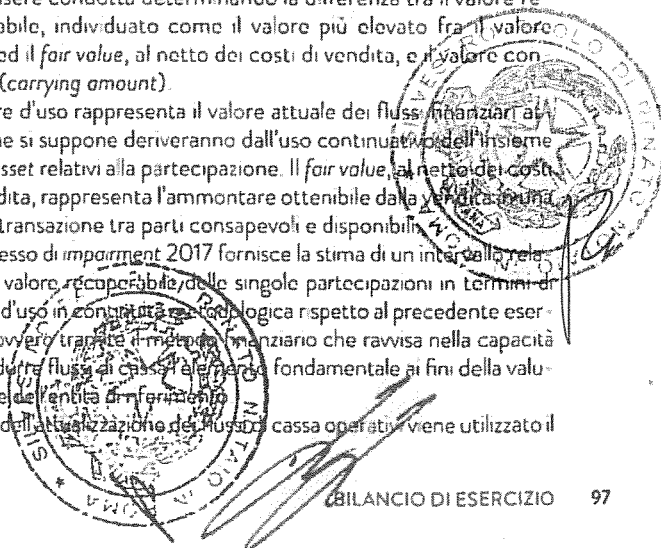 ssere condotta determinando la differenza tra il valore re-
abile, individuato come il valore più elevato fra il valore
ed il fair value, al netto dei costi di vendita, e il valore con-
(carrying amount).
re d'uso rappresenta il valore attuale dei flussi finanziari at-
he si suppone deriveranno dall'uso continuativo dell'insieme
sset relativi alla partecipazione. Il fair value, al netto dei costi
dita, rappresenta l'ammontare ottenibile dalla vendita in una
transazione tra parti consapevoli e disponibili
esso di impairment 2017 fornisce la stima di un intervallo rela-
valore recuperabile delle singole partecipazioni in termini di
d'uso in continuità metodologica rispetto al precedente eser-
ovvero tramite il metodo finanziario che ravvisa nella capacità
durre flussi di cassa l'elemento fondamentale ai fini della valu-
e dell'entità di riferimento.
dell'attualizzazione dei flussi di cassa operativi viene utilizzato il
BILANCIO DI ESERCIZIO 97